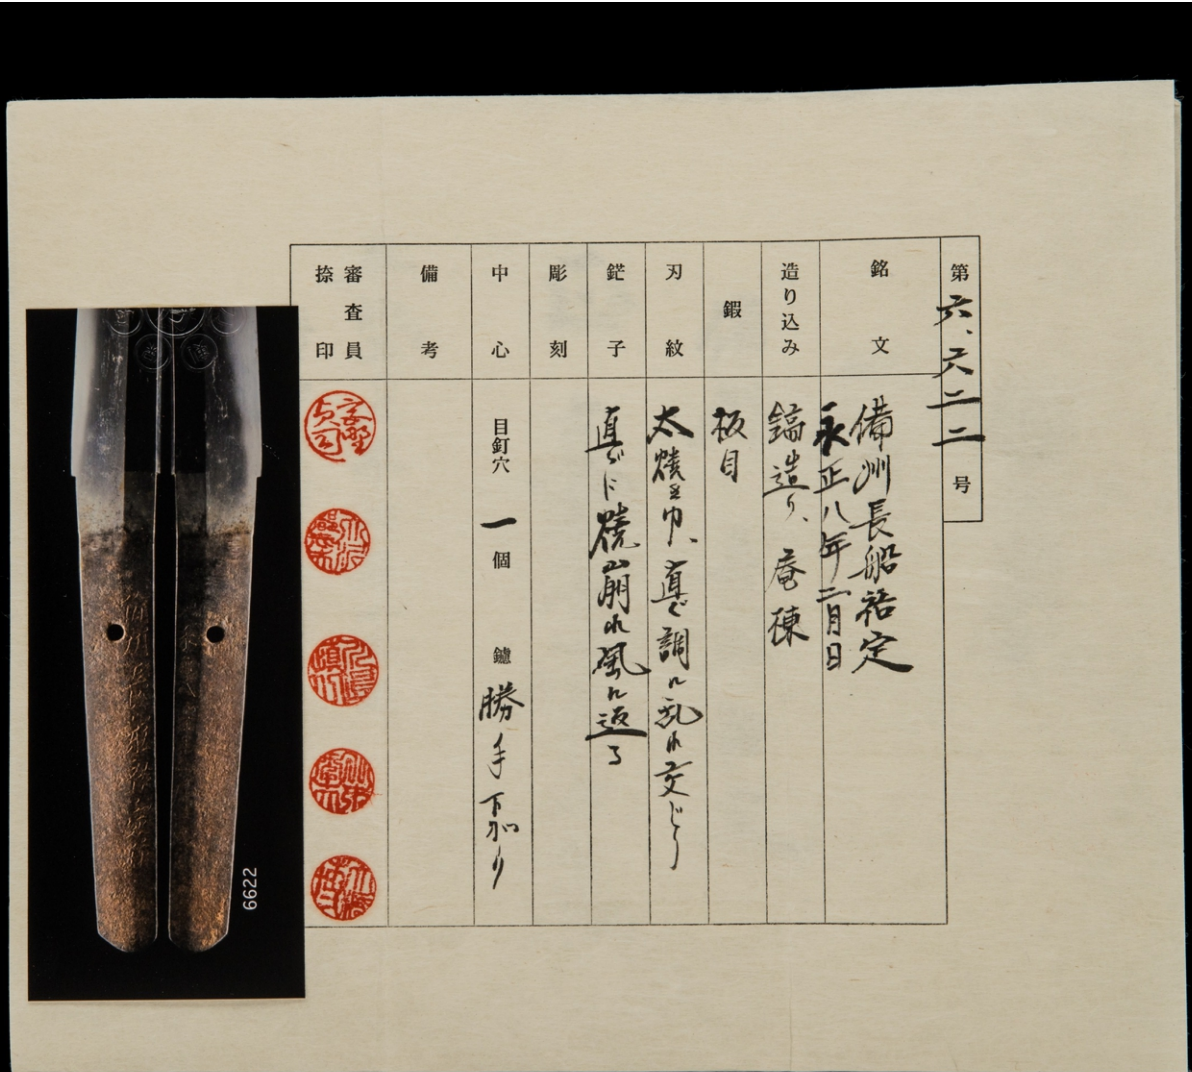 第六、六二二号
銘文
備州長船祐定
永正八年二月日
造り込み
鎬造り、庵棟
鍜
板目
刃紋
太焼き巾、直ぐ調に乱れ交じり
鋩子
直ぐに焼崩れ風に返る
彫刻
中心
目釘穴 一個 鑢 勝手下がり
備考
審査員
捺印
6622